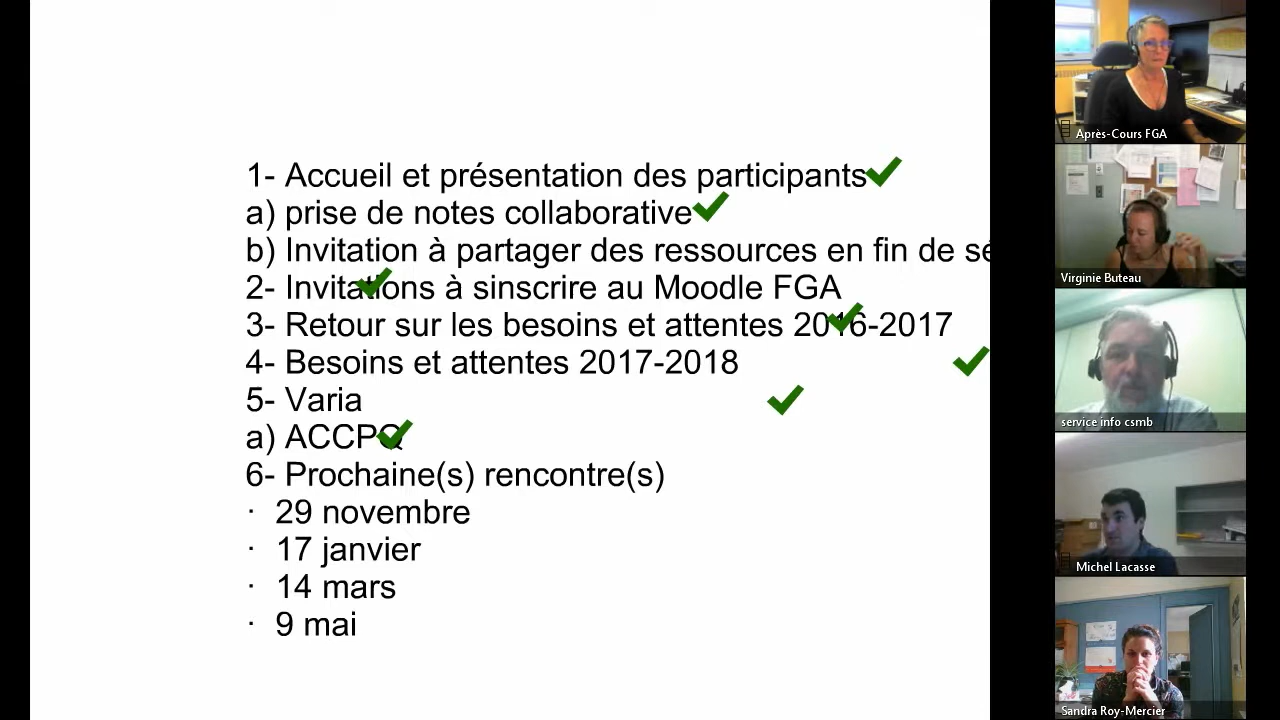 1- Accueil et présentation des participants
a) prise de notes collaborative
b) Invitation à partager des ressources en fin de sé
2- Invitations à sinscrire au Moodle FGA
3- Retour sur les besoins et attentes 2016-2017
4- Besoins et attentes 2017-2018
5- Varia
a) ACCPQ
6- Prochaine(s) rencontre(s)
· 29 novembre
· 17 janvier
· 14 mars
· 9 mai
Après-Cours FGA
Virginie Buteau
service info csmb
Michel Lacasse
Sandra Roy-Mercier